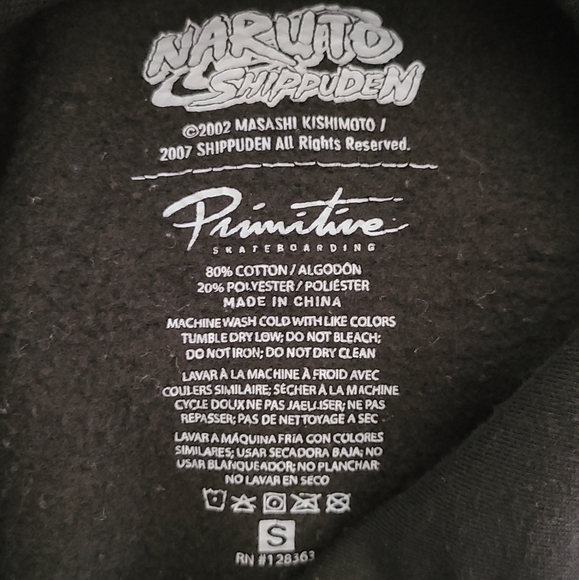 NARUTO
SHIPPUDEN
©2002 MASASHI KISHIMOTO /
2007 SHIPPUDEN All Rights Reserved.
Primitive
SKATEBOARDING
80% COTTON / ALGODÓN
20% POLYESTER / POLIÉSTER
MADE IN CHINA
MACHINE WASH COLD WITH LIKE COLORS
TUMBLE DRY LOW; DO NOT BLEACH;
DO NOT IRON; DO NOT DRY CLEAN
LAVAR À LA MACHINE À FROID AVEC
COULERS SIMILAIRE; SÉCHER À LA MACHINE
CYCLE DOUX NE PAS JAELLISER; NE PAS
REPASSER; PAS DE NETTOYAGE A SEC
LAVAR A MÁQUINA FRIA CON COLORES
SIMILARES; USAR SECADORA BAJA; NO
USAR BLANQUEADOR; NO PLANCHAR
NO LAVAR EN SECO
S
RN #128363